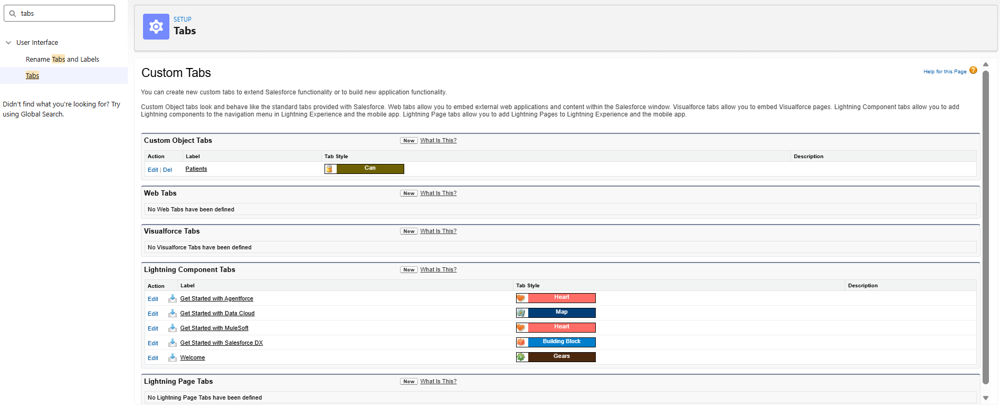 tabs
User Interface
Rename Tabs and Labels
Tabs
Didn't find what you're looking for? Try
using Global Search.
SETUP
Tabs
Custom Tabs
Help for this Page ?
You can create new custom tabs to extend Salesforce functionality or to build new application functionality.
Custom Object tabs look and behave like the standard tabs provided with Salesforce. Web tabs allow you to embed external web applications and content within the Salesforce window. Visualforce tabs allow you to embed Visualforce pages. Lightning Component tabs allow you to add
Lightning components to the navigation menu in Lightning Experience and the mobile app. Lightning Page tabs allow you to add Lightning Pages to Lightning Experience and the mobile app.
Custom Object Tabs New What Is This?
Action Label Tab Style Description
Edit | Del Patients Can
Web Tabs New What Is This?
No Web Tabs have been defined
Visualforce Tabs New What Is This?
No Visualforce Tabs have been defined
Lightning Component Tabs New What Is This?
Action Label Tab Style Description
Edit Get Started with Agentforce Heart
Edit Get Started with Data Cloud Map
Edit Get Started with MuleSoft Heart
Edit Get Started with Salesforce DX Building Block
Edit Welcome Gears
Lightning Page Tabs New What Is This?
No Lightning Page Tabs have been defined